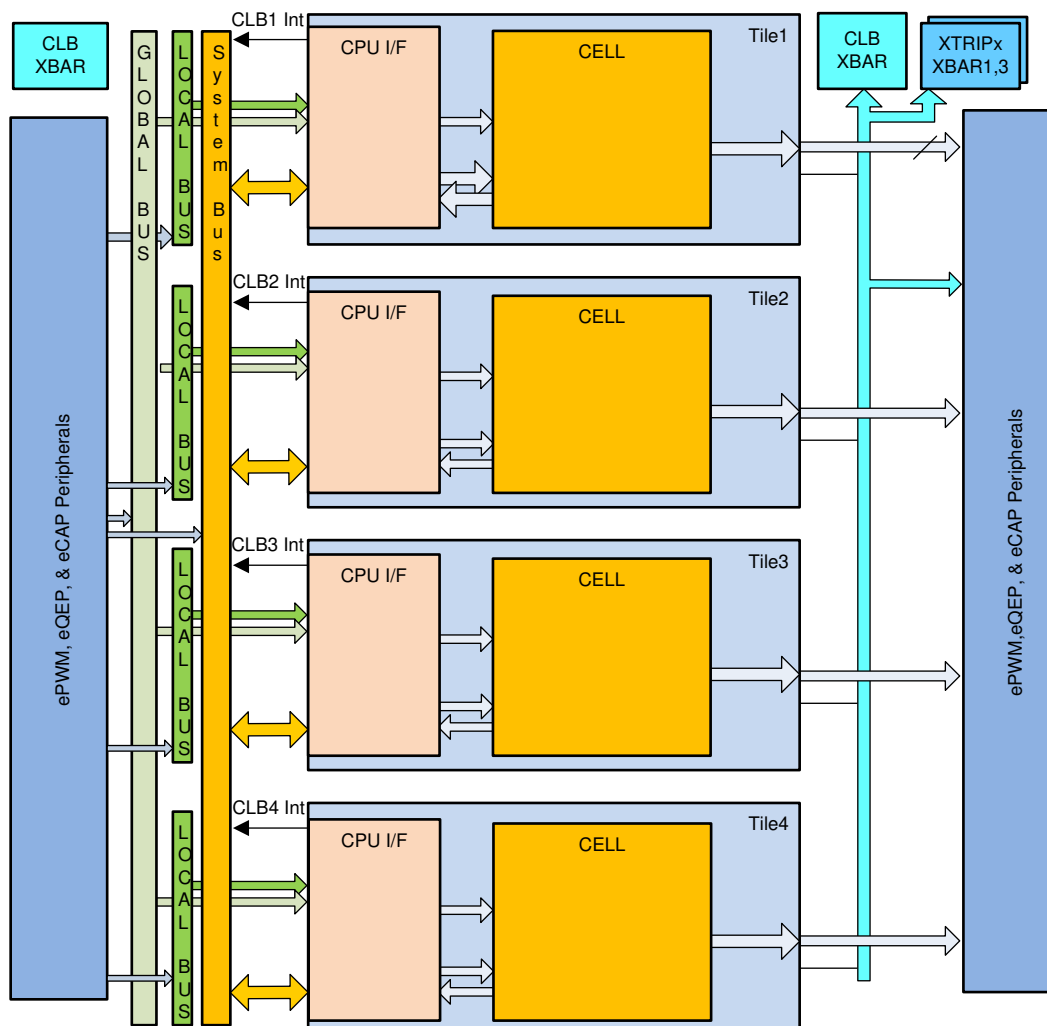 CLB
XBAR
GLOBAL BUS
LOCAL BUS
System Bus
CLB1 Int
CPU I/F
CELL
Tile1
CLB
XBAR
XTRIPx
XBAR1,3
LOCAL BUS
CLB2 Int
CPU I/F
CELL
Tile2
ePWM, eQEP, & eCAP Peripherals
ePWM,eQEP, & eCAP Peripherals
LOCAL BUS
CLB3 Int
CPU I/F
CELL
Tile3
LOCAL BUS
CLB4 Int
CPU I/F
CELL
Tile4